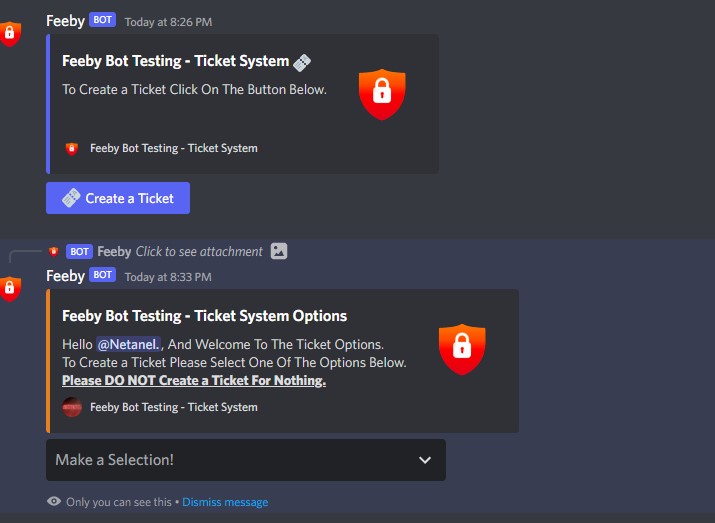 Feeby BOT Today at 8:26 PM
Feeby Bot Testing - Ticket System
To Create a Ticket Click On The Button Below.
Feeby Bot Testing - Ticket System
Create a Ticket
BOT Feeby Click to see attachment
Feeby BOT Today at 8:33 PM
Feeby Bot Testing - Ticket System Options
Hello @Netanel., And Welcome To The Ticket Options.
To Create a Ticket Please Select One Of The Options Below.
Please DO NOT Create a Ticket For Nothing.
Feeby Bot Testing - Ticket System
Make a Selection!
Only you can see this • Dismiss message